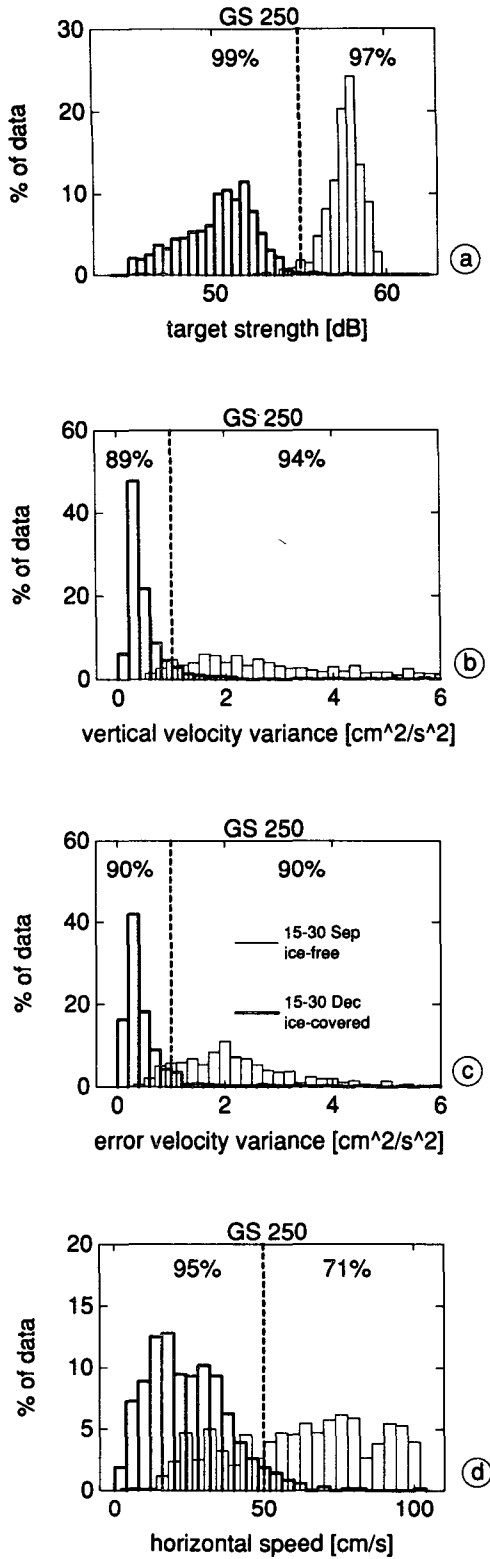 GS 250
30
99%
97%
20
% of data
10
0
50
60
target strength [dB]
a
GS 250
60
89%
94%
40
% of data
20
0
0
2
4
6
vertical velocity variance [cm^2/s^2]
b
GS 250
60
90%
90%
40
% of data
15-30 Sep
ice-free
20
15-30 Dec
ice-covered
0
0
2
4
6
error velocity variance [cm^2/s^2]
c
GS 250
20
95%
71%
15
% of data
10
5
0
0
50
100
horizontal speed [cm/s]
d